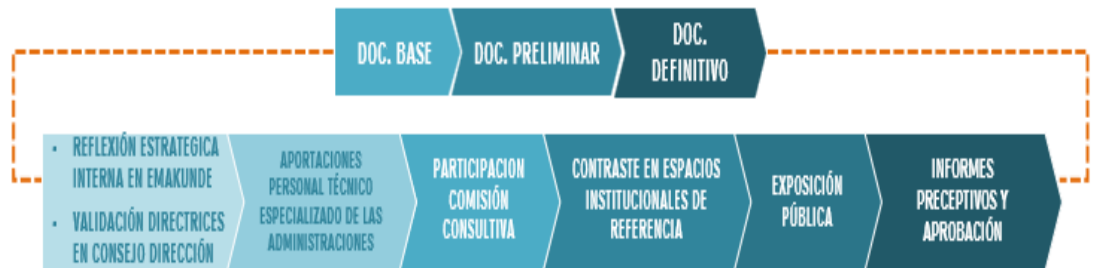 DOC. BASE
DOC. PRELIMINAR
DOC.
DEFINITIVO
• REFLEXIÓN ESTRATEGICA
INTERNA EN EMAKUNDE
• VALIDACIÓN DIRECTRICES
EN CONSEJO DIRECCIÓN
APORTACIONES
PERSONAL TÉCNICO
ESPECIALIZADO DE LAS
ADMINISTRACIONES
PARTICIPACION
COMISIÓN
CONSULTIVA
CONTRASTE EN ESPACIOS
INSTITUCIONALES DE
REFERENCIA
EXPOSICIÓN
PÚBLICA
INFORMES
PRECEPTIVOS Y
APROBACIÓN